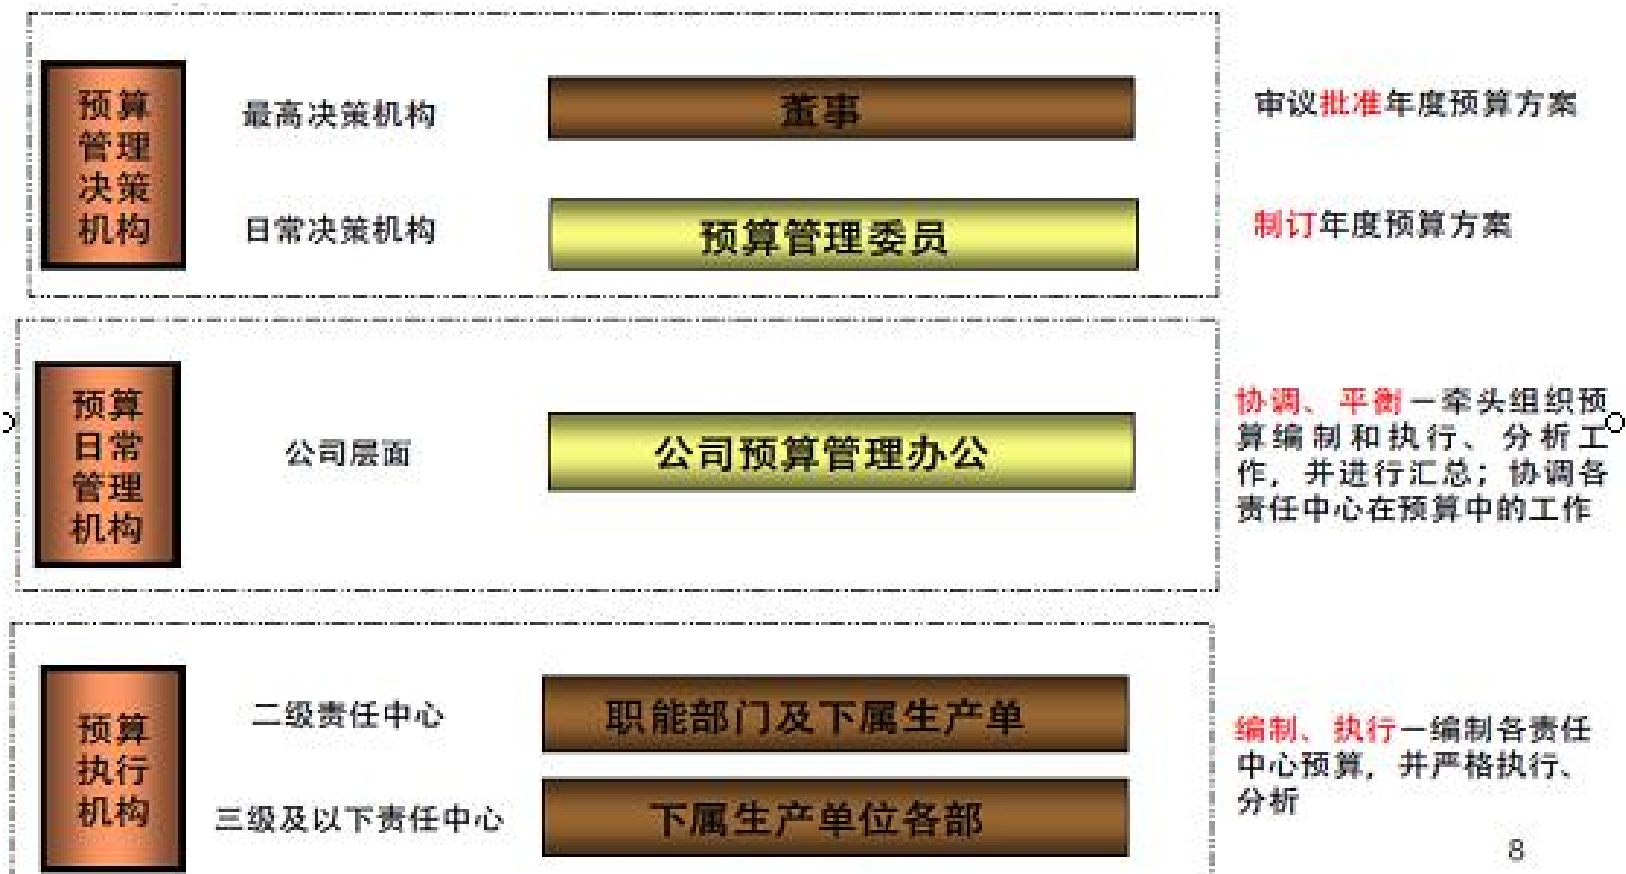 预算
管理
决策
机构
最高决策机构
董事
审议批准年度预算方案
日常决策机构
预算管理委员
制订年度预算方案
预算
日常
管理
机构
公司层面
公司预算管理办公
协调、平衡－牵头组织预
算编制和执行、分析工
作，并进行汇总；协调各
责任中心在预算中的工作
预算
执行
机构
二级责任中心
职能部门及下属生产单
编制、执行－编制各责任
中心预算，并严格执行、
分析
三级及以下责任中心
下属生产单位各部
8